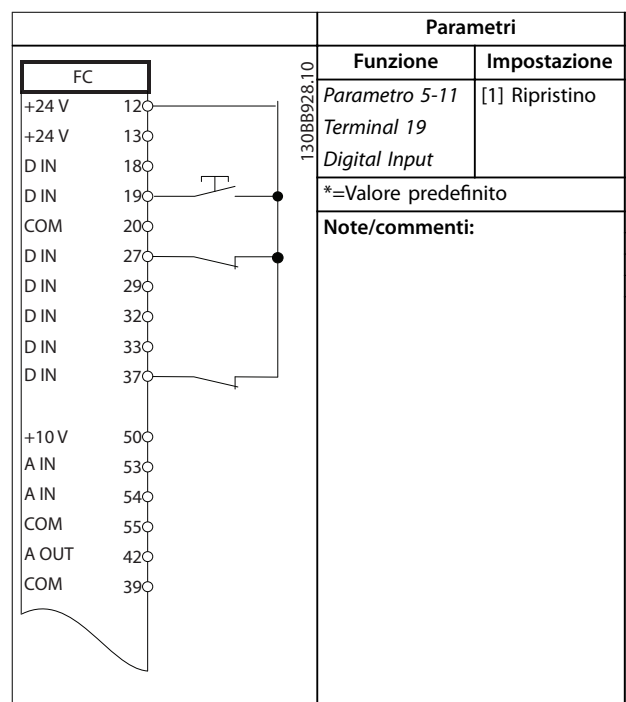 Parametri
Funzione Impostazione
Parametro 5-11 [1] Ripristino
Terminal 19
Digital Input
*=Valore predefinito
Note/commenti:
130BB928.10
FC
+24 V 12
+24 V 13
D IN 18
D IN 19
COM 20
D IN 27
D IN 29
D IN 32
D IN 33
D IN 37
+10 V 50
A IN 53
A IN 54
COM 55
A OUT 42
COM 39